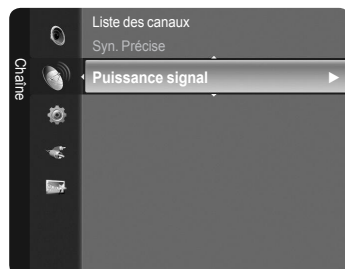 Chaîne
Liste des canaux
Syn. Précise
Puissance signal